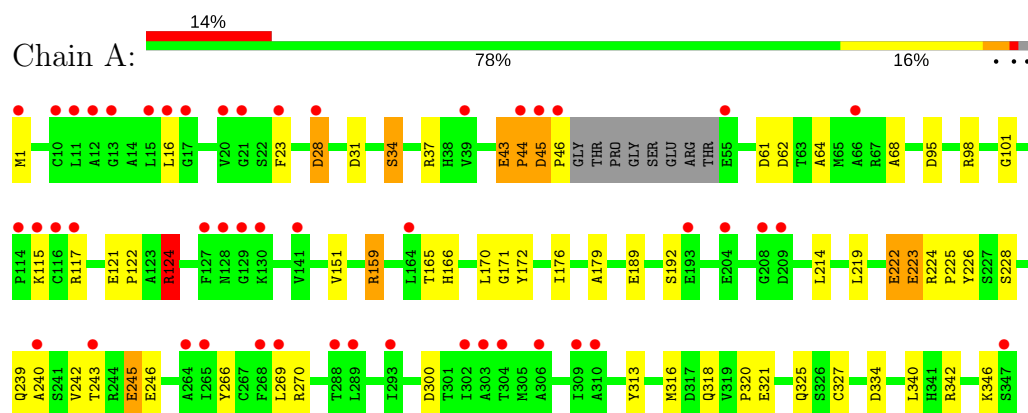 14%
Chain A:
78% 16% • • •
M1 C10 L11 A12 G13 A14 L15 L16 G17 V20 G21 S22 F23 D28 D31 S34 R37 H38 V39 E43 P44 D45 P46 GLY THR PRO GLY SER GLU ARG THR E55 D61 D62 T63 A64 K65 A66 R67 A68 D95 R98 G101
P114 K115 C116 R117 E121 P122 A123 R124 F127 N128 G129 K130 V141 V151 R159 L164 T165 H166 L170 G171 Y172 I176 A179 E189 S192 E193 E204 G208 D209 L214 L219 E222 E223 R224 P225 Y226 S227 S228
Q239 A240 S241 V242 T243 R244 E245 E246 A264 I265 Y266 C267 F268 L269 R270 T288 L289 I293 D300 T301 I302 A303 T304 M305 A306 I309 A310 Y313 M316 D317 Q318 V319 P320 E321 Q325 S326 C327 D334 L340 H341 R342 K346 S347